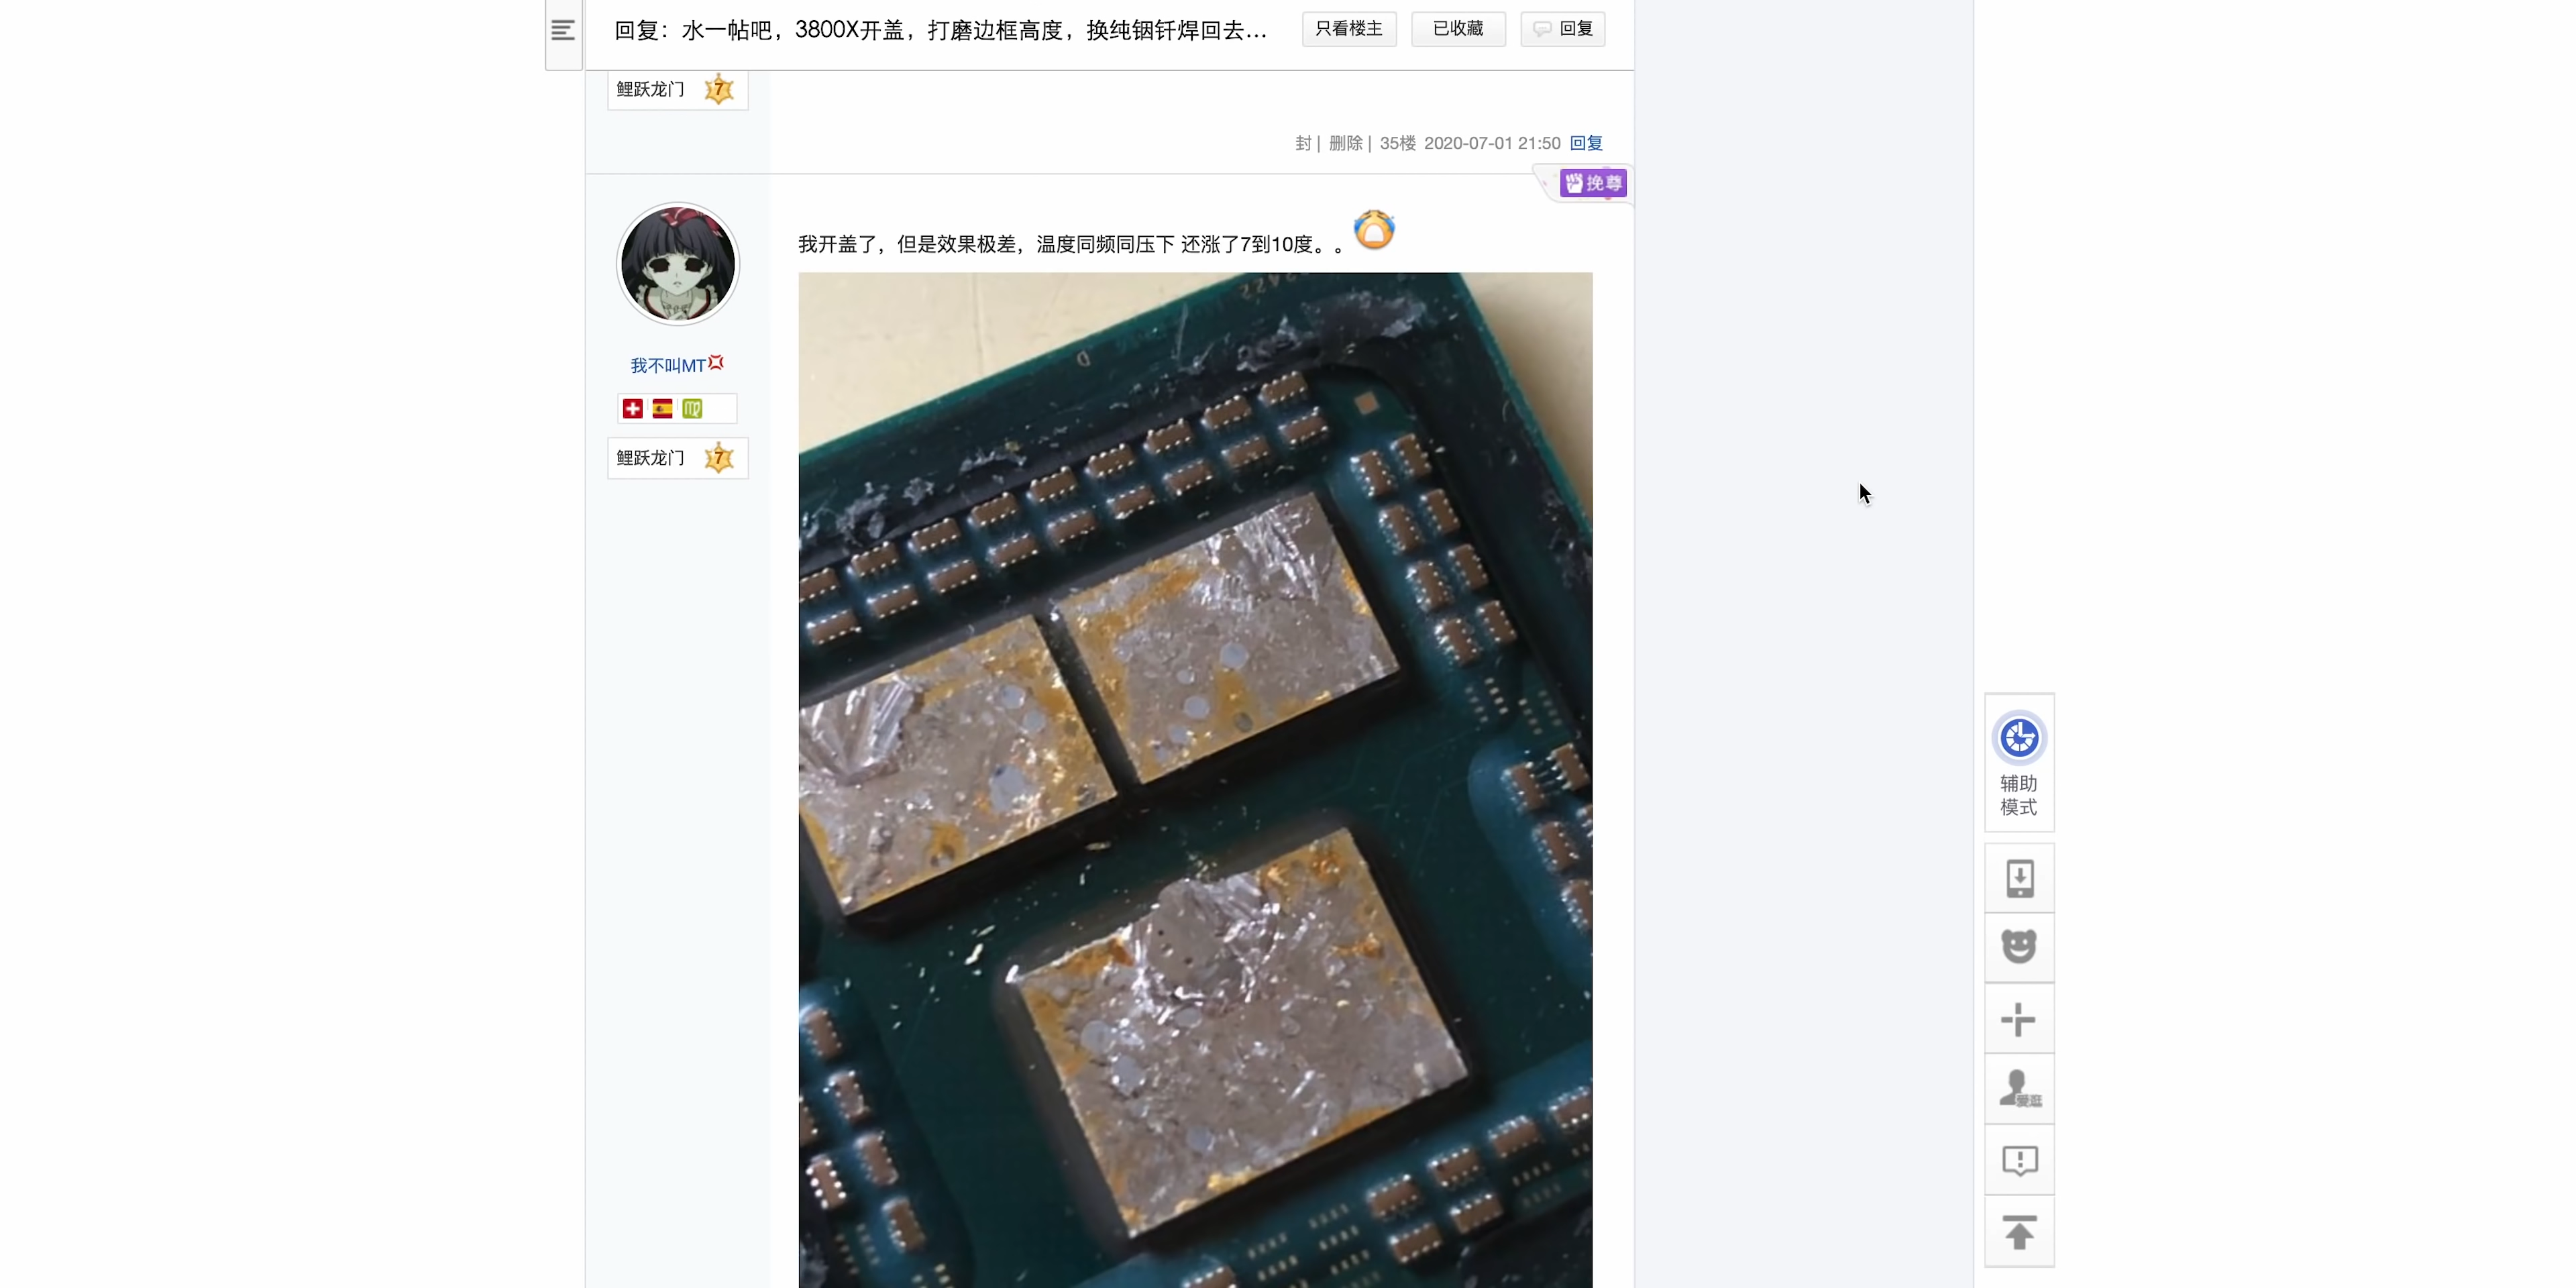 回复：水一帖吧，3800X开盖，打磨边框高度，换纯铟钎焊回去...
只看楼主
已收藏
回复
鲤跃龙门 7
封| 删除| 35楼 2020-07-01 21:50 回复
挽尊
我开盖了，但是效果极差，温度同频同压下 还涨了7到10度。。
我不叫MT
鲤跃龙门 7
辅助
模式
爱逛